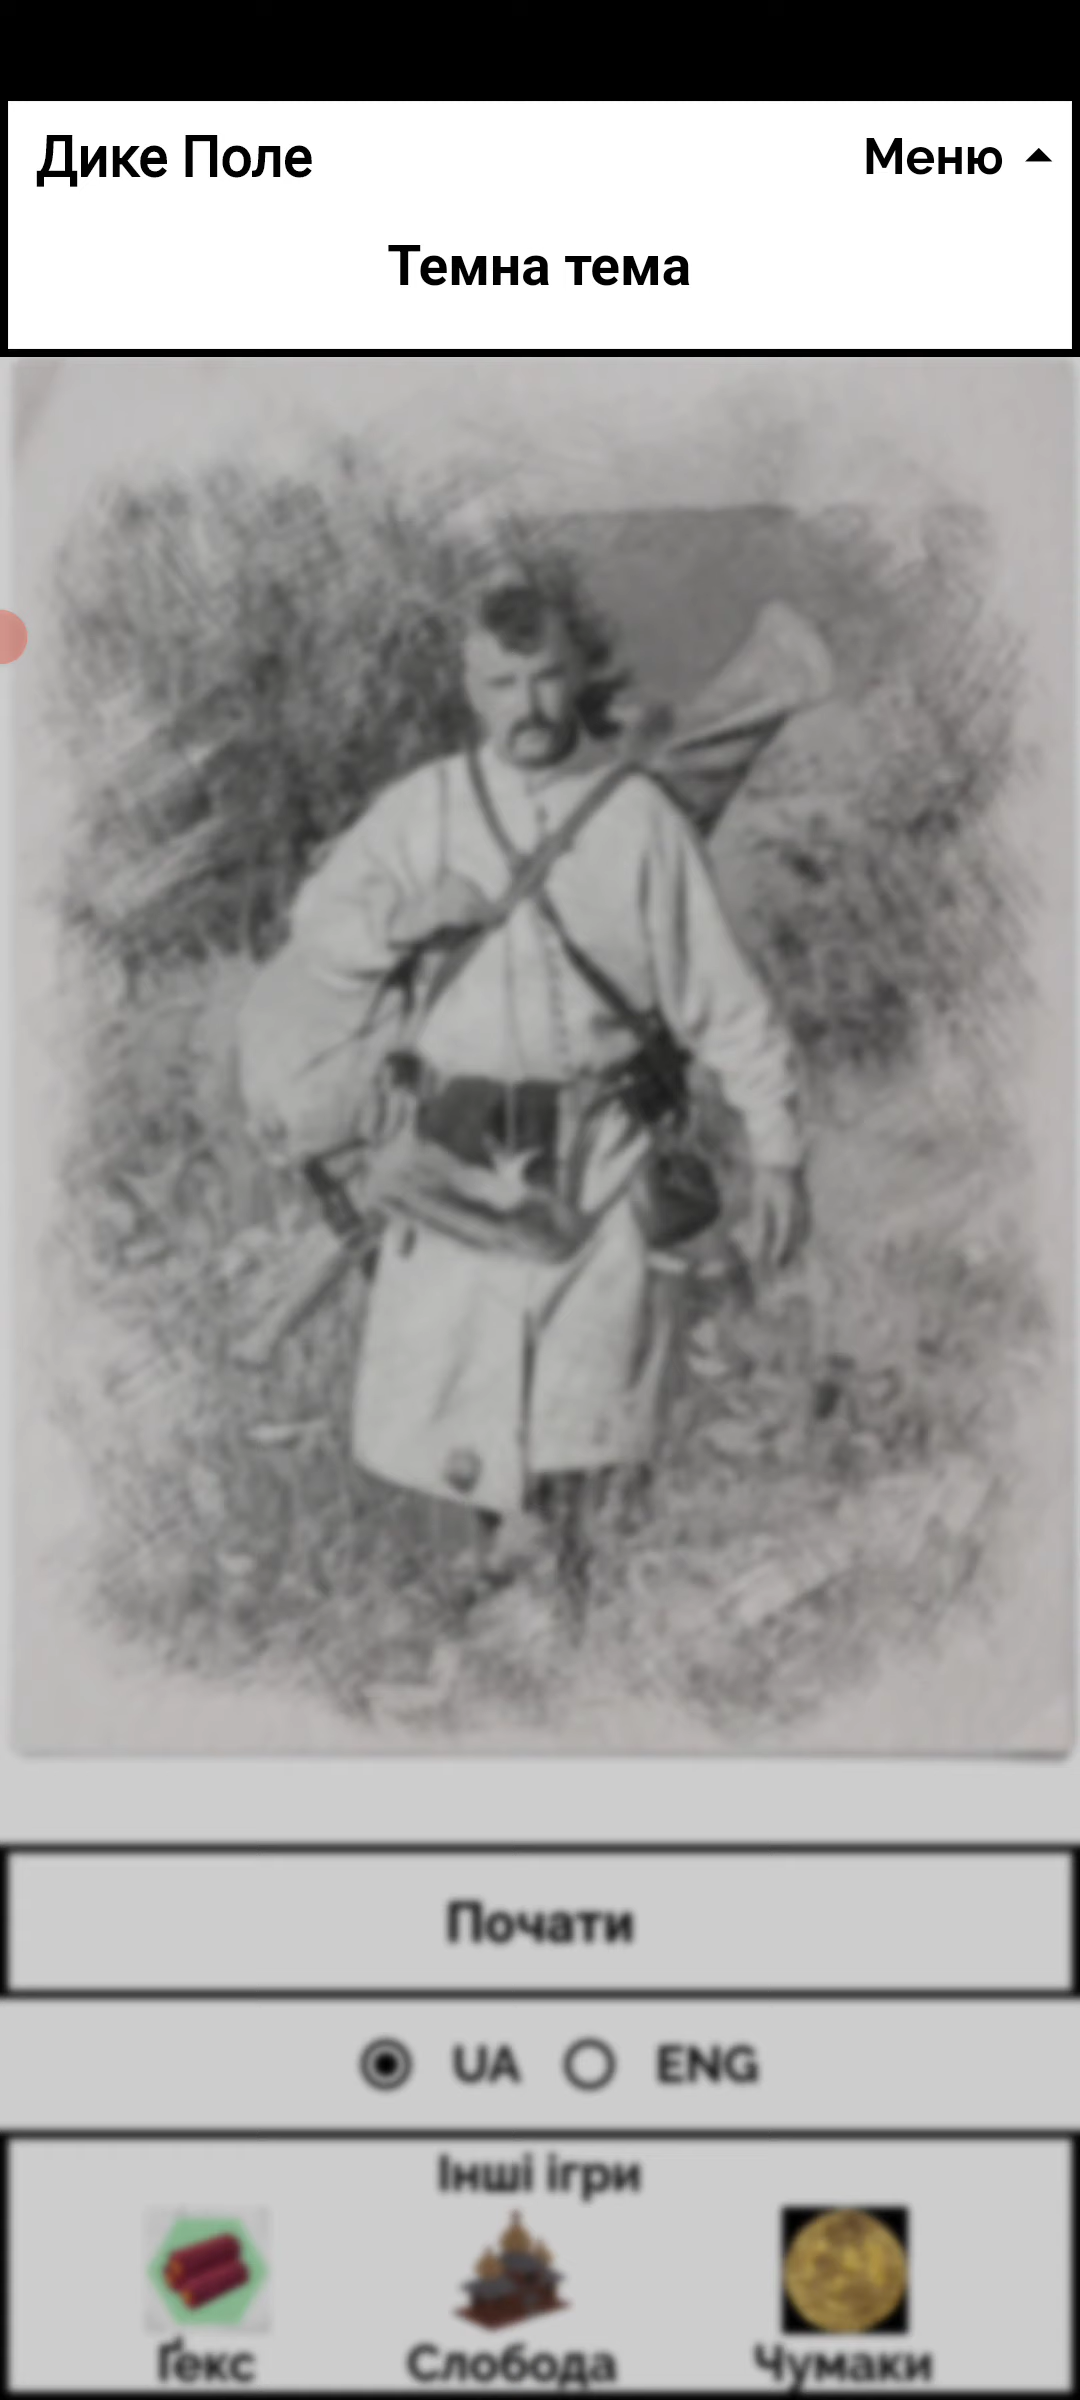 Дике Поле
Меню
Темна тема
Почати
UA ENG
Інші ігри
Ґекс Слобода Чумаки